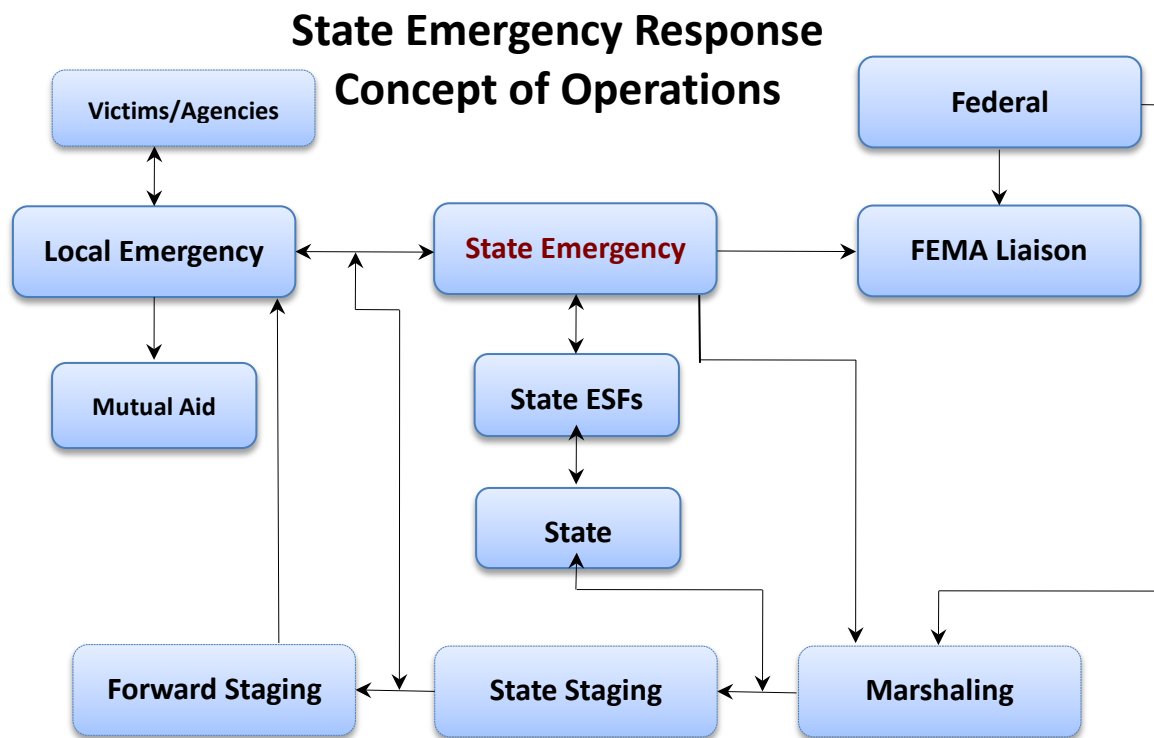 State Emergency Response
Concept of Operations
Victims/Agencies
Federal
Local Emergency
State Emergency
FEMA Liaison
Mutual Aid
State ESFs
State
Forward Staging
State Staging
Marshaling